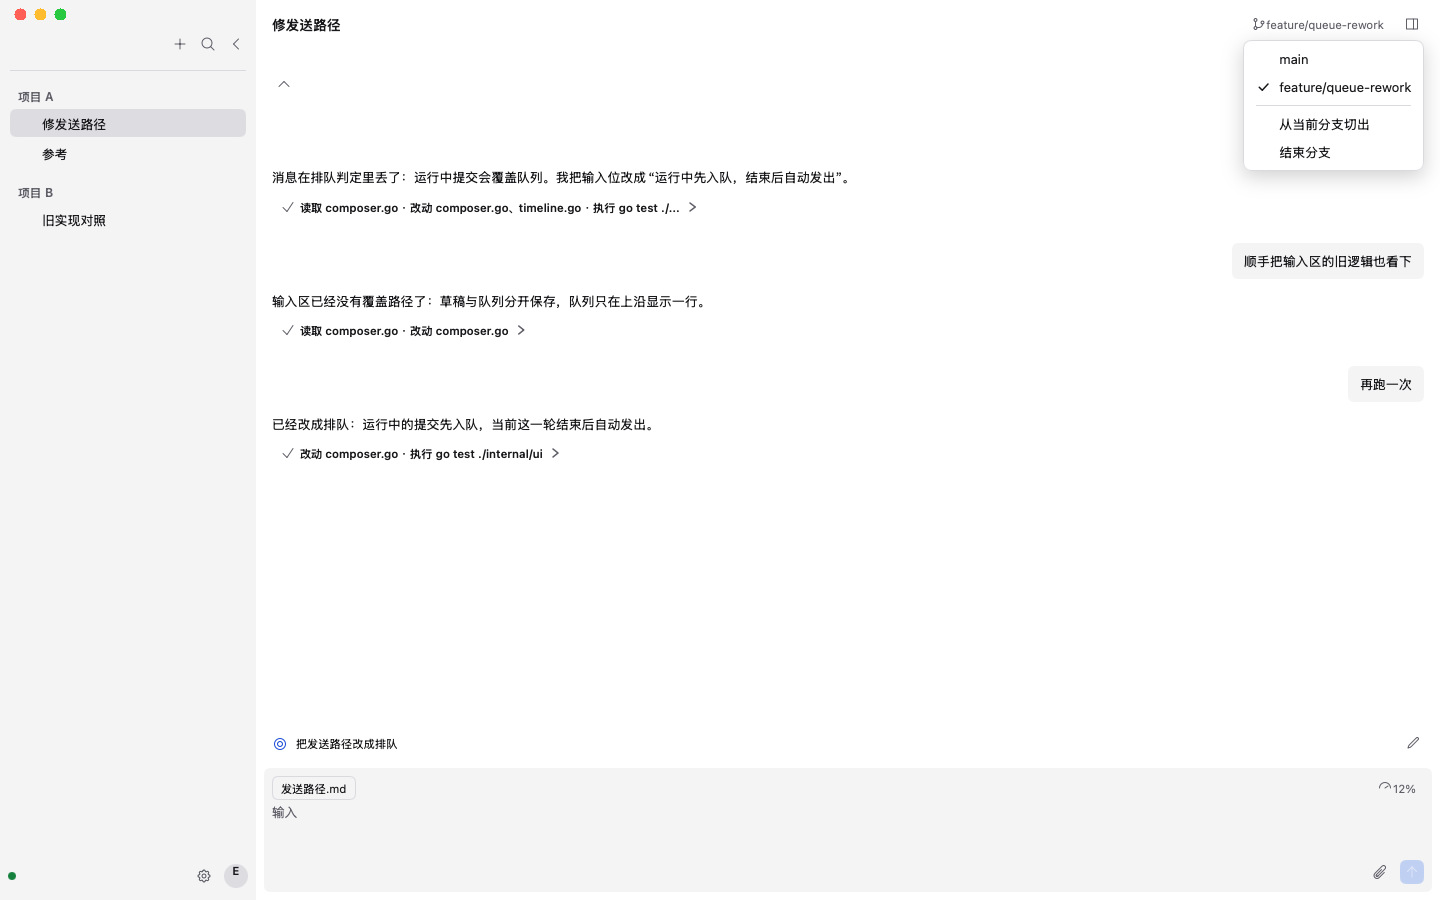 修发送路径
feature/queue-rework
main
feature/queue-rework
从当前分支切出
结束分支
项目 A
修发送路径
参考
项目 B
旧实现对照
消息在排队判定里丢了：运行中提交会覆盖队列。我把输入位改成“运行中先入队，结束后自动发出”。
读取 composer.go · 改动 composer.go、timeline.go · 执行 go test ./...
顺手把输入区的旧逻辑也看下
输入区已经没有覆盖路径了：草稿与队列分开保存，队列只在上沿显示一行。
读取 composer.go · 改动 composer.go
再跑一次
已经改成排队：运行中的提交先入队，当前这一轮结束后自动发出。
改动 composer.go · 执行 go test ./internal/ui
把发送路径改成排队
发送路径.md
12%
输入
E